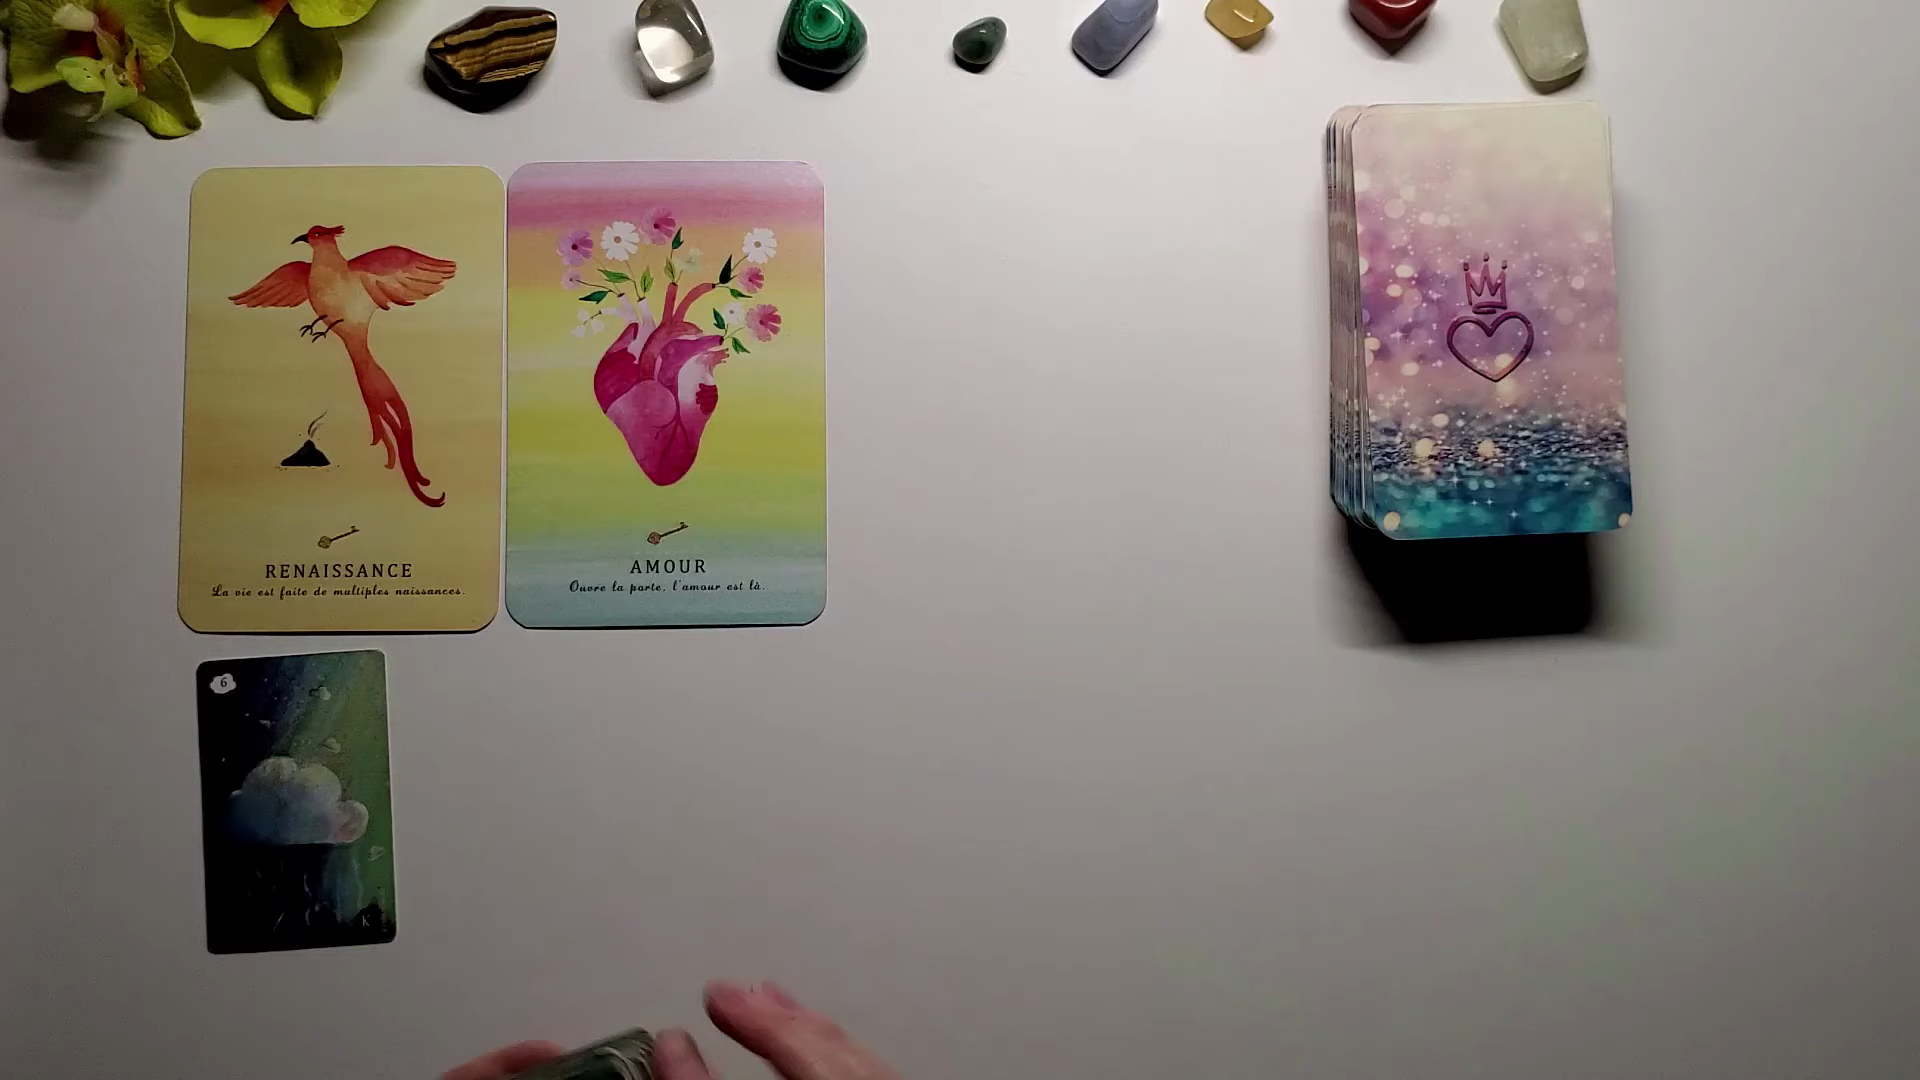 RENAISSANCE
La vie est faite de multiples naissances.
AMOUR
Ouvre la porte, l'amour est là.
6
K